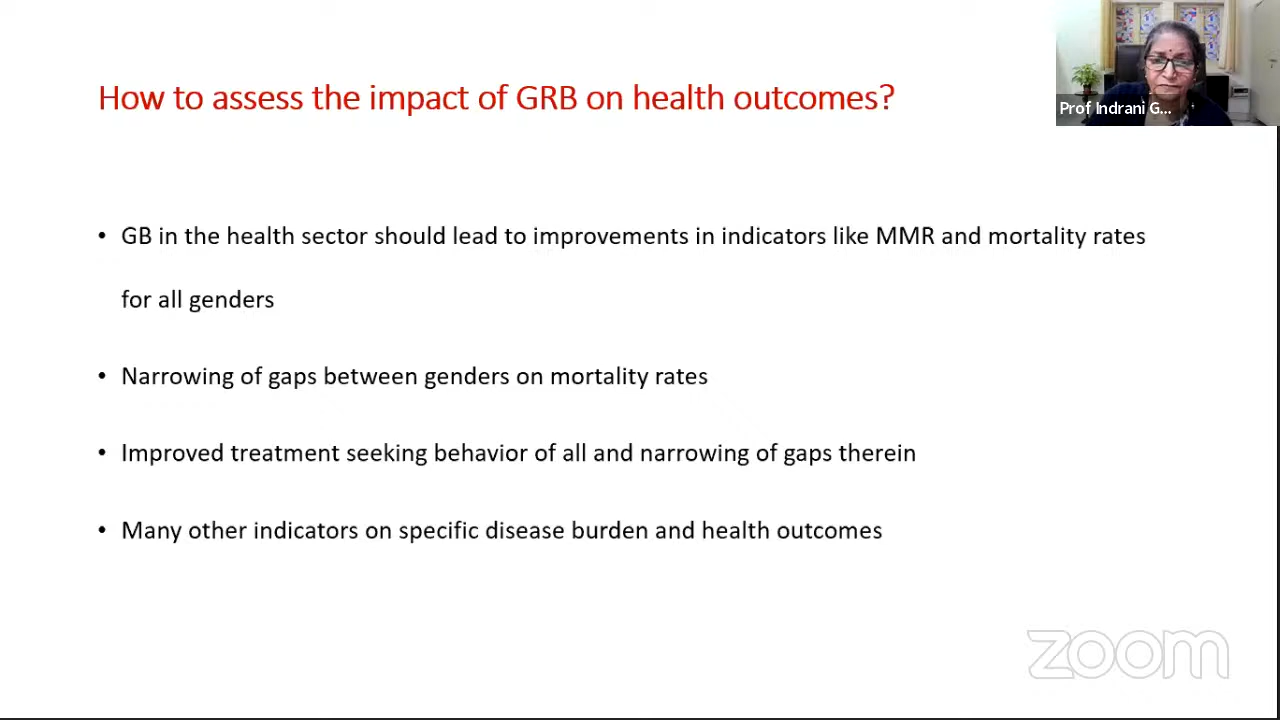 How to assess the impact of GRB on health outcomes?
Prof Indrani G...
• GB in the health sector should lead to improvements in indicators like MMR and mortality rates
for all genders
• Narrowing of gaps between genders on mortality rates
• Improved treatment seeking behavior of all and narrowing of gaps therein
• Many other indicators on specific disease burden and health outcomes
zoom